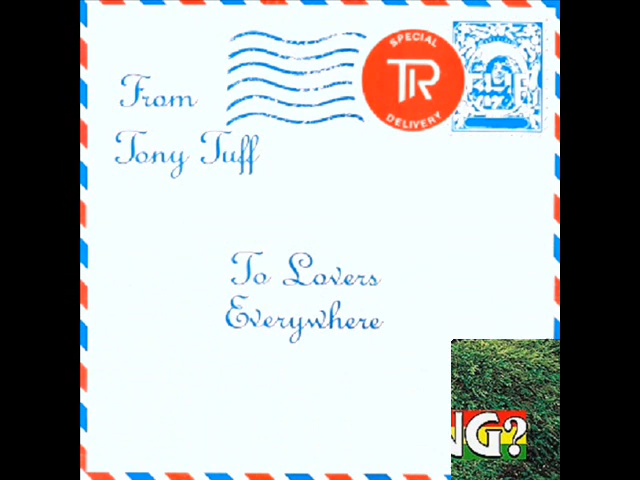 SPECIAL
TR
DELIVERY
From
Tony Tuff
To Lovers
Everywhere
NG?